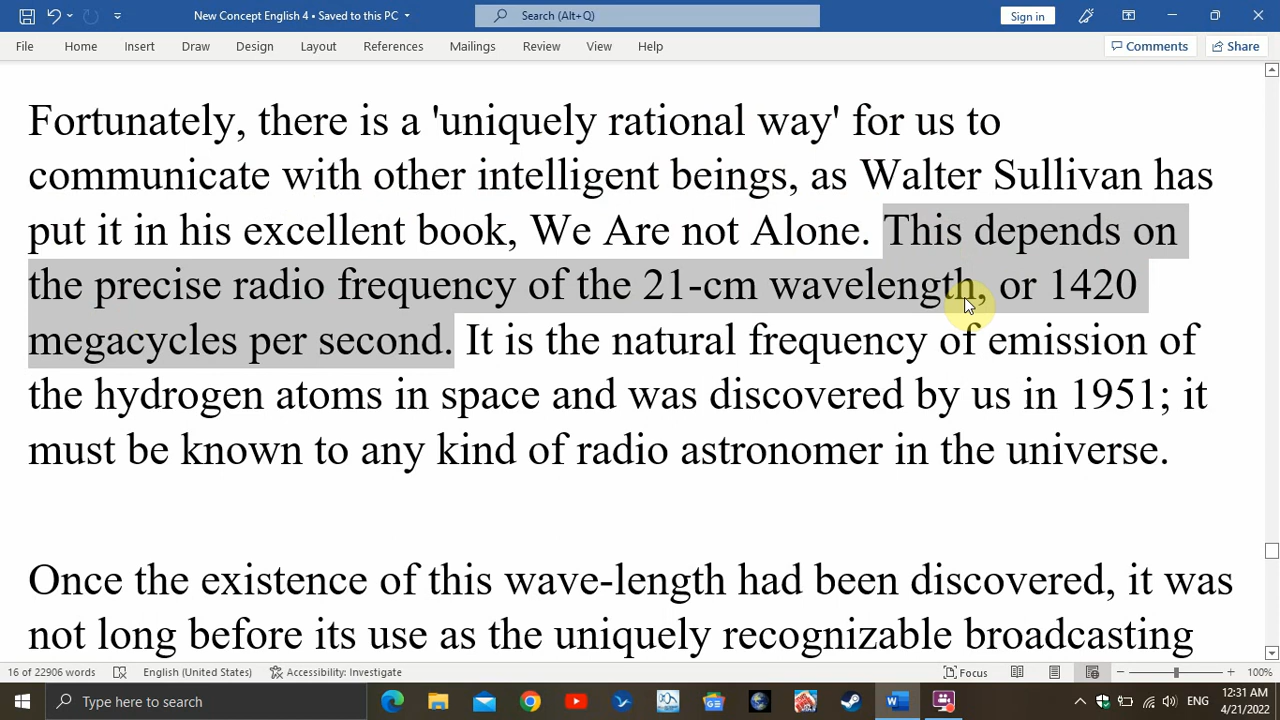 New Concept English 4 • Saved to this PC
Search (Alt+Q)
Sign in
File Home Insert Draw Design Layout References Mailings Review View Help
Comments Share
Fortunately, there is a 'uniquely rational way' for us to
communicate with other intelligent beings, as Walter Sullivan has
put it in his excellent book, We Are not Alone. This depends on
the precise radio frequency of the 21-cm wavelength, or 1420
megacycles per second. It is the natural frequency of emission of
the hydrogen atoms in space and was discovered by us in 1951; it
must be known to any kind of radio astronomer in the universe.
Once the existence of this wave-length had been discovered, it was
not long before its use as the uniquely recognizable broadcasting
16 of 22906 words English (United States) Accessibility: Investigate Focus 100%
Type here to search
ENG
12:31 AM
4/21/2022